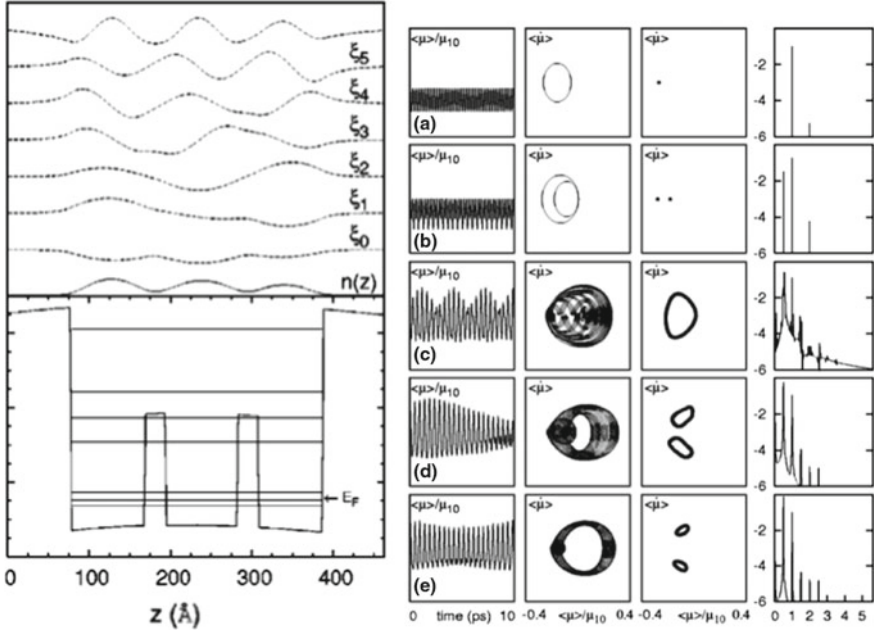 ξ5
ξ4
ξ3
ξ2
ξ1
ξ0
n(z)
E_F
0 100 200 300 400
z (Å)
<μ>/μ10 <μ̇> <μ̇> -2
-4
(a) -6
<μ>/μ10 <μ̇> <μ̇> -2
-4
(b) -6
<μ>/μ10 <μ̇> <μ̇> -2
-4
(c) -6
<μ>/μ10 <μ̇> <μ̇> -2
-4
(d) -6
<μ>/μ10 <μ̇> <μ̇> -2
-4
(e) -6
0 time (ps) 10 -0.4 <μ>/μ10 0.4 -0.4 <μ>/μ10 0.4 0 1 2 3 4 5